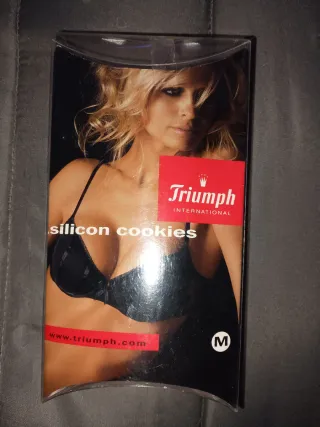 Triumph
INTERNATIONAL
silicon cookies
www.triumph.com
M